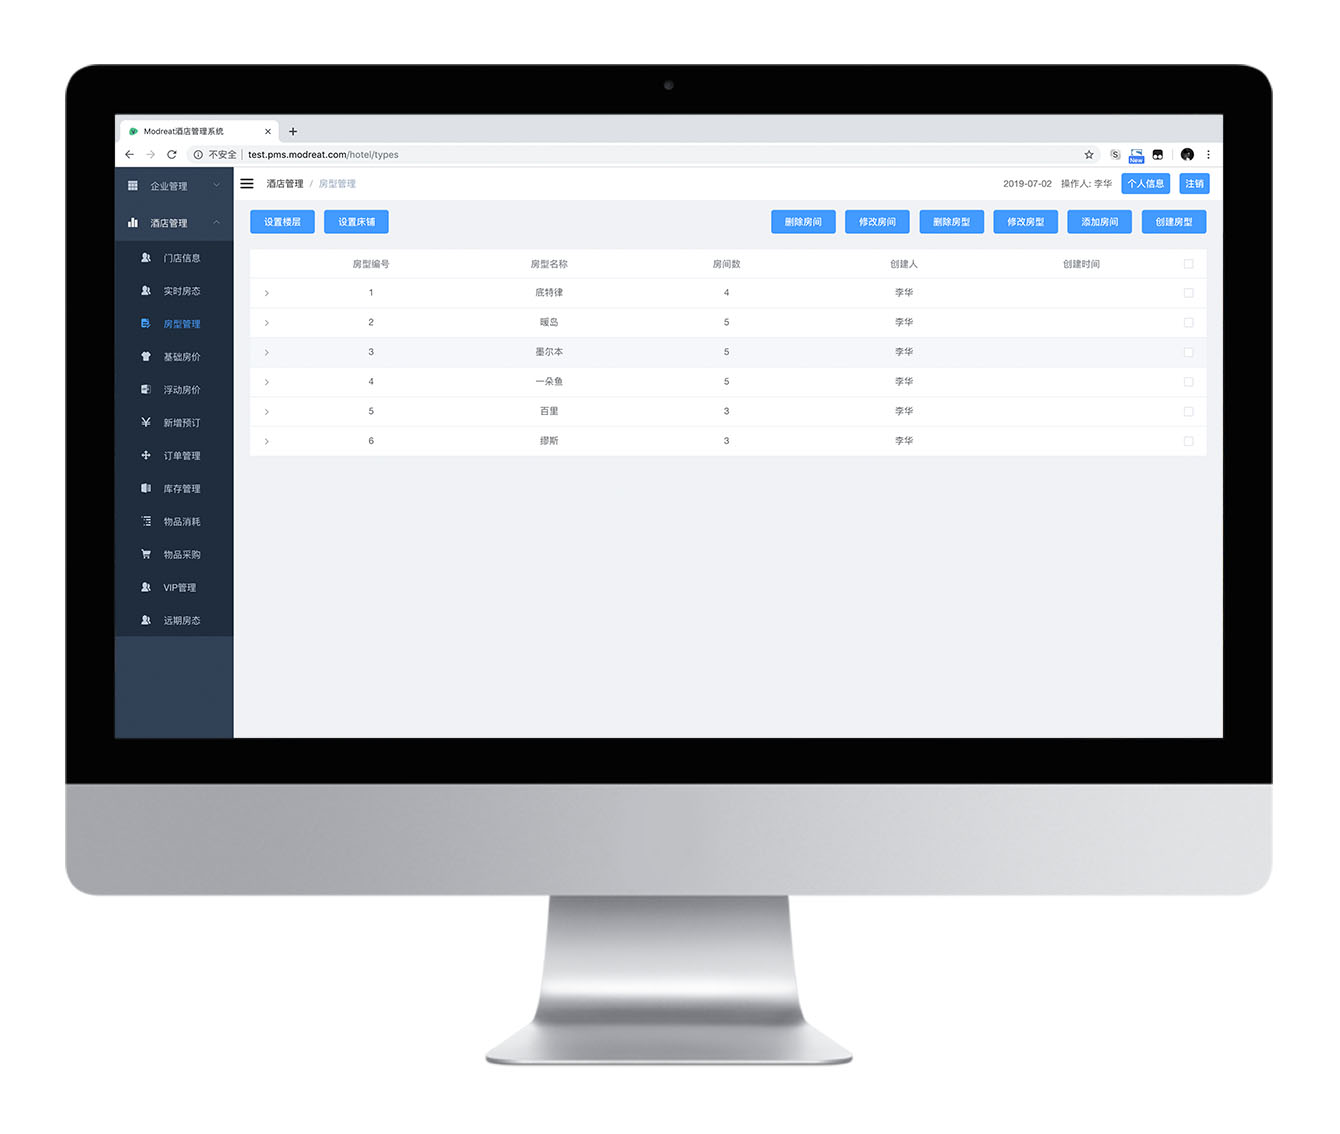 Modreat酒店管理系统
不安全 | test.pms.modreat.com/hotel/types
New
企业管理
酒店管理
门店信息
实时房态
房型管理
基础房价
浮动房价
新增预订
订单管理
库存管理
物品消耗
物品采购
VIP管理
远期房态
酒店管理 / 房型管理
2019-07-02 操作人: 李华 个人信息 注销
设置楼层 设置床铺 删除房间 修改房间 删除房型 修改房型 添加房间 创建房型
房型编号 房型名称 房间数 创建人 创建时间
1 底特律 4 李华
2 暖岛 5 李华
3 墨尔本 5 李华
4 一朵鱼 5 李华
5 百里 3 李华
6 缪斯 3 李华